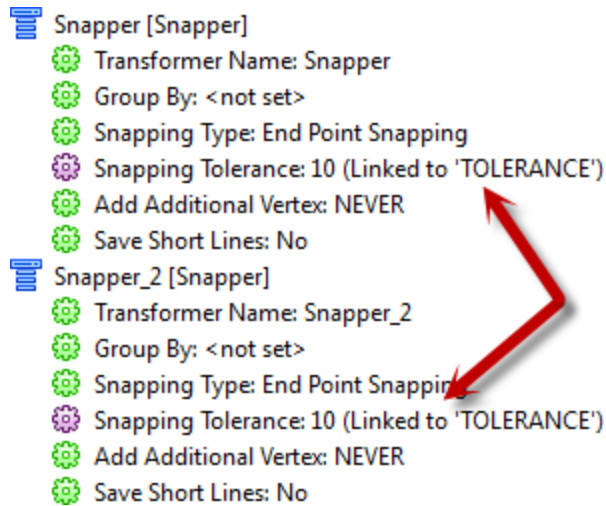 Snapper [Snapper]
Transformer Name: Snapper
Group By: <not set>
Snapping Type: End Point Snapping
Snapping Tolerance: 10 (Linked to 'TOLERANCE')
Add Additional Vertex: NEVER
Save Short Lines: No
Snapper_2 [Snapper]
Transformer Name: Snapper_2
Group By: <not set>
Snapping Type: End Point Snapping
Snapping Tolerance: 10 (Linked to 'TOLERANCE')
Add Additional Vertex: NEVER
Save Short Lines: No